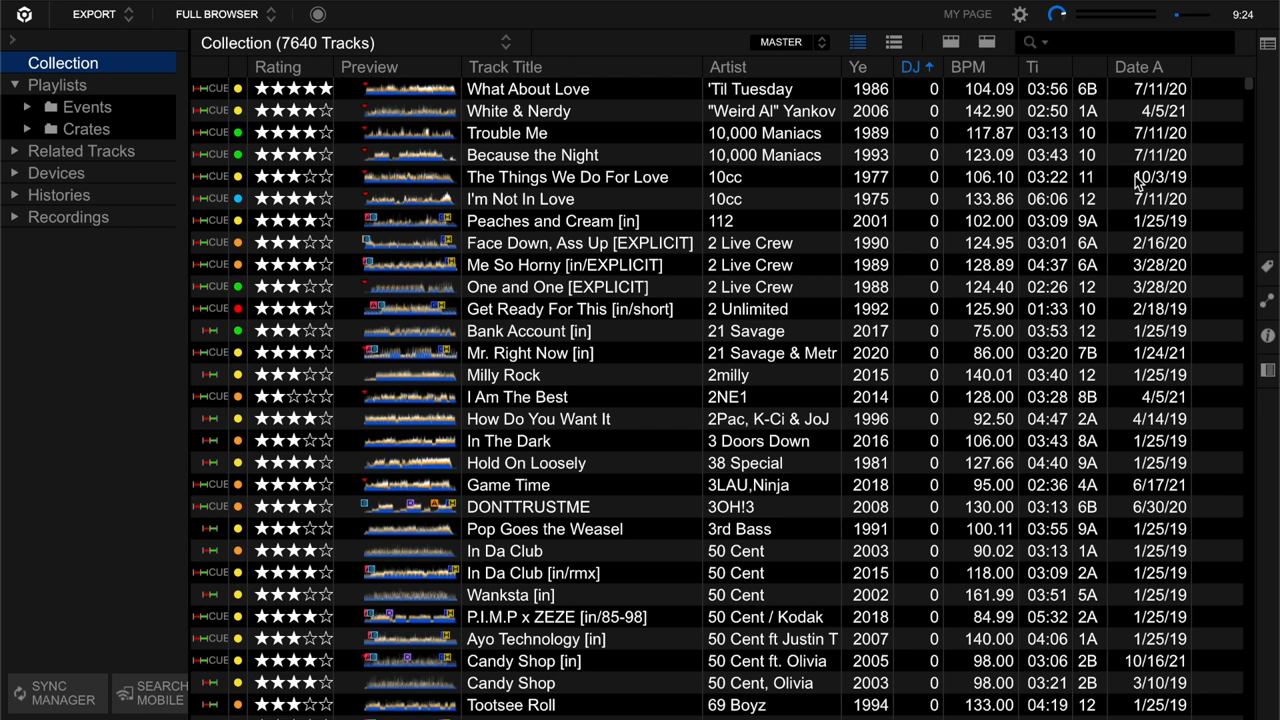 EXPORT FULL BROWSER MY PAGE 9:24
Collection (7640 Tracks) MASTER
Collection
Playlists
Events
Crates
Related Tracks
Devices
Histories
Recordings
SYNC MANAGER
SEARCH MOBILE
Rating Preview Track Title Artist Ye DJ BPM Ti Date A
CUE What About Love 'Til Tuesday 1986 0 104.09 03:56 6B 7/11/20
CUE White & Nerdy "Weird Al" Yankov 2006 0 142.90 02:50 1A 4/5/21
CUE Trouble Me 10,000 Maniacs 1989 0 117.87 03:13 10 7/11/20
CUE Because the Night 10,000 Maniacs 1993 0 123.09 03:43 10 7/11/20
CUE The Things We Do For Love 10cc 1977 0 106.10 03:22 11 10/3/19
CUE I'm Not In Love 10cc 1975 0 133.86 06:06 12 7/11/20
CUE Peaches and Cream [in] 112 2001 0 102.00 03:09 9A 1/25/19
CUE Face Down, Ass Up [EXPLICIT] 2 Live Crew 1990 0 124.95 03:01 6A 2/16/20
CUE Me So Horny [in/EXPLICIT] 2 Live Crew 1989 0 128.89 04:37 6A 3/28/20
CUE One and One [EXPLICIT] 2 Live Crew 1988 0 124.40 02:26 12 3/28/20
CUE Get Ready For This [in/short] 2 Unlimited 1992 0 125.90 01:33 10 2/18/19
Bank Account [in] 21 Savage 2017 0 75.00 03:53 12 1/25/19
CUE Mr. Right Now [in] 21 Savage & Metr 2020 0 86.00 03:20 7B 1/24/21
Milly Rock 2milly 2015 0 140.01 03:40 12 1/25/19
CUE I Am The Best 2NE1 2014 0 128.00 03:28 8B 4/5/21
How Do You Want It 2Pac, K-Ci & JoJ 1996 0 92.50 04:47 2A 4/14/19
In The Dark 3 Doors Down 2016 0 106.00 03:43 8A 1/25/19
Hold On Loosely 38 Special 1981 0 127.66 04:40 9A 1/25/19
CUE Game Time 3LAU,Ninja 2018 0 95.00 02:36 4A 6/17/21
CUE DONTTRUSTME 3OH!3 2008 0 130.00 03:13 6B 6/30/20
Pop Goes the Weasel 3rd Bass 1991 0 100.11 03:55 9A 1/25/19
In Da Club 50 Cent 2003 0 90.02 03:13 1A 1/25/19
CUE In Da Club [in/rmx] 50 Cent 2015 0 118.00 03:09 2A 1/25/19
Wanksta [in] 50 Cent 2002 0 161.99 03:51 5A 1/25/19
CUE P.I.M.P x ZEZE [in/85-98] 50 Cent / Kodak 2018 0 84.99 05:32 2A 1/25/19
CUE Ayo Technology [in] 50 Cent ft Justin T 2007 0 140.00 04:06 1A 1/25/19
CUE Candy Shop [in] 50 Cent ft. Olivia 2005 0 98.00 03:06 2B 10/16/21
Candy Shop 50 Cent, Olivia 2003 0 98.00 03:21 2B 3/10/19
CUE Tootsee Roll 69 Boyz 1994 0 133.00 04:19 12 1/25/19